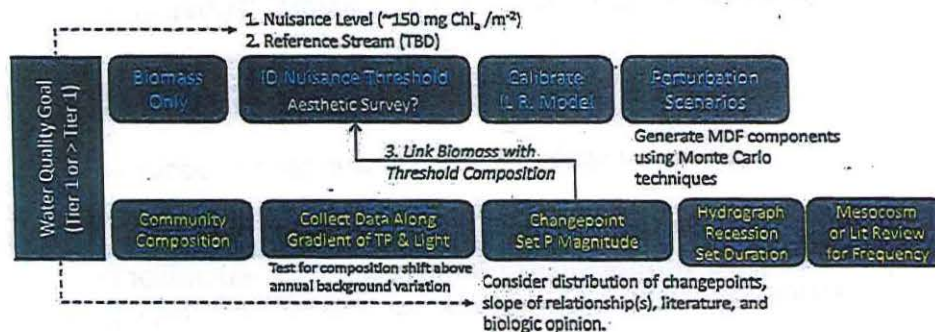 1. Nuisance Level (~150 mg Chlₐ /m⁻²)
2. Reference Stream (TBD)
Water Quality Goal
(Tier 1 or > Tier 1)
Biomass
Only
ID Nuisance Threshold
Aesthetic Survey?
Calibrate
IL R. Model
Perturbation
Scenarios
Generate MDF components
using Monte Carlo
techniques
3. Link Biomass with
Threshold Composition
Community
Composition
Collect Data Along
Gradient of TP & Light
Changepoint
Set P Magnitude
Hydrograph
Recession
Set Duration
Mesocosm
or Lit Review
for Frequency
Test for composition shift above
annual background variation
Consider distribution of changepoints,
slope of relationship(s), literature, and
biologic opinion.